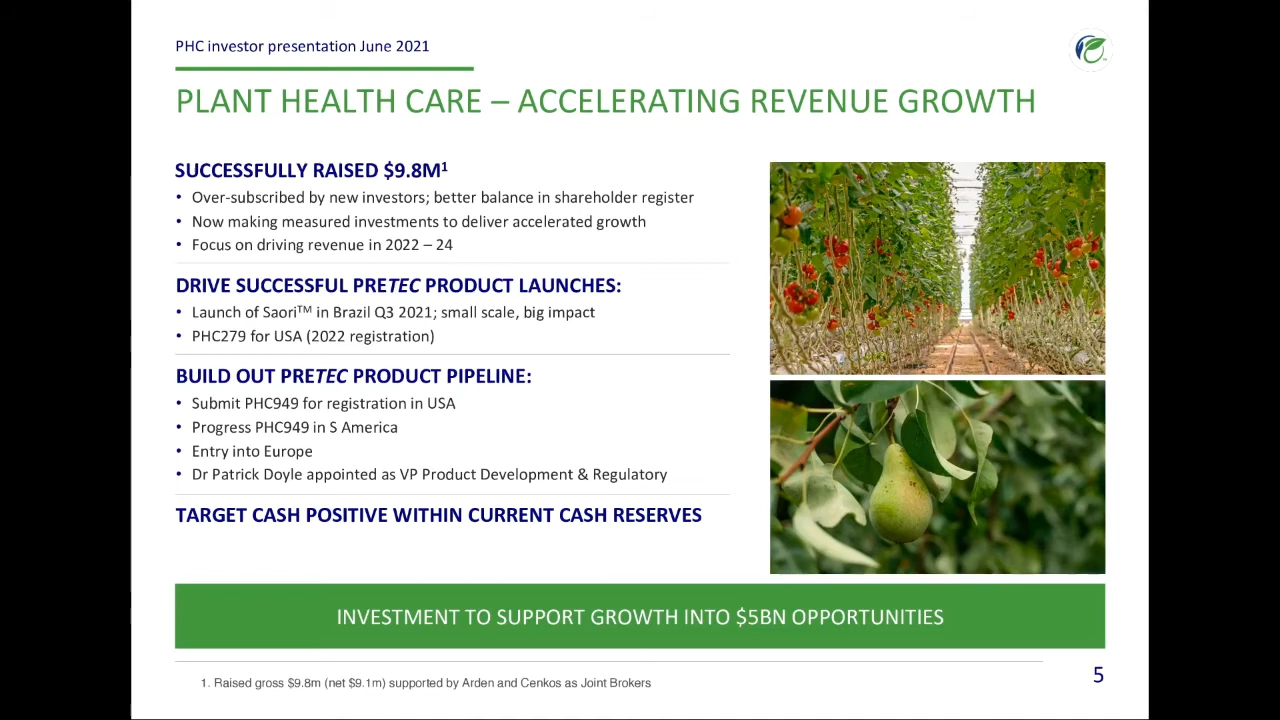 PHC investor presentation June 2021
PLANT HEALTH CARE – ACCELERATING REVENUE GROWTH
SUCCESSFULLY RAISED $9.8M¹
• Over-subscribed by new investors; better balance in shareholder register
• Now making measured investments to deliver accelerated growth
• Focus on driving revenue in 2022 – 24
DRIVE SUCCESSFUL PRETEC PRODUCT LAUNCHES:
• Launch of Saori™ in Brazil Q3 2021; small scale, big impact
• PHC279 for USA (2022 registration)
BUILD OUT PRETEC PRODUCT PIPELINE:
• Submit PHC949 for registration in USA
• Progress PHC949 in S America
• Entry into Europe
• Dr Patrick Doyle appointed as VP Product Development & Regulatory
TARGET CASH POSITIVE WITHIN CURRENT CASH RESERVES
INVESTMENT TO SUPPORT GROWTH INTO $5BN OPPORTUNITIES
1. Raised gross $9.8m (net $9.1m) supported by Arden and Cenkos as Joint Brokers
5